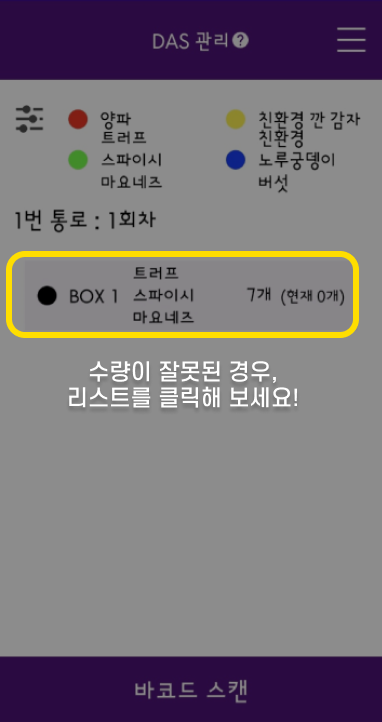 DAS 관리?
양파
친환경 깐 감자
트러프
스파이시
마요네즈
친환경
노루궁뎅이
버섯
1번 통로 : 1회차
BOX 1
트러프
스파이시
마요네즈
7개 (현재 0개)
수량이 잘못된 경우,
리스트를 클릭해 보세요!
바코드 스캔